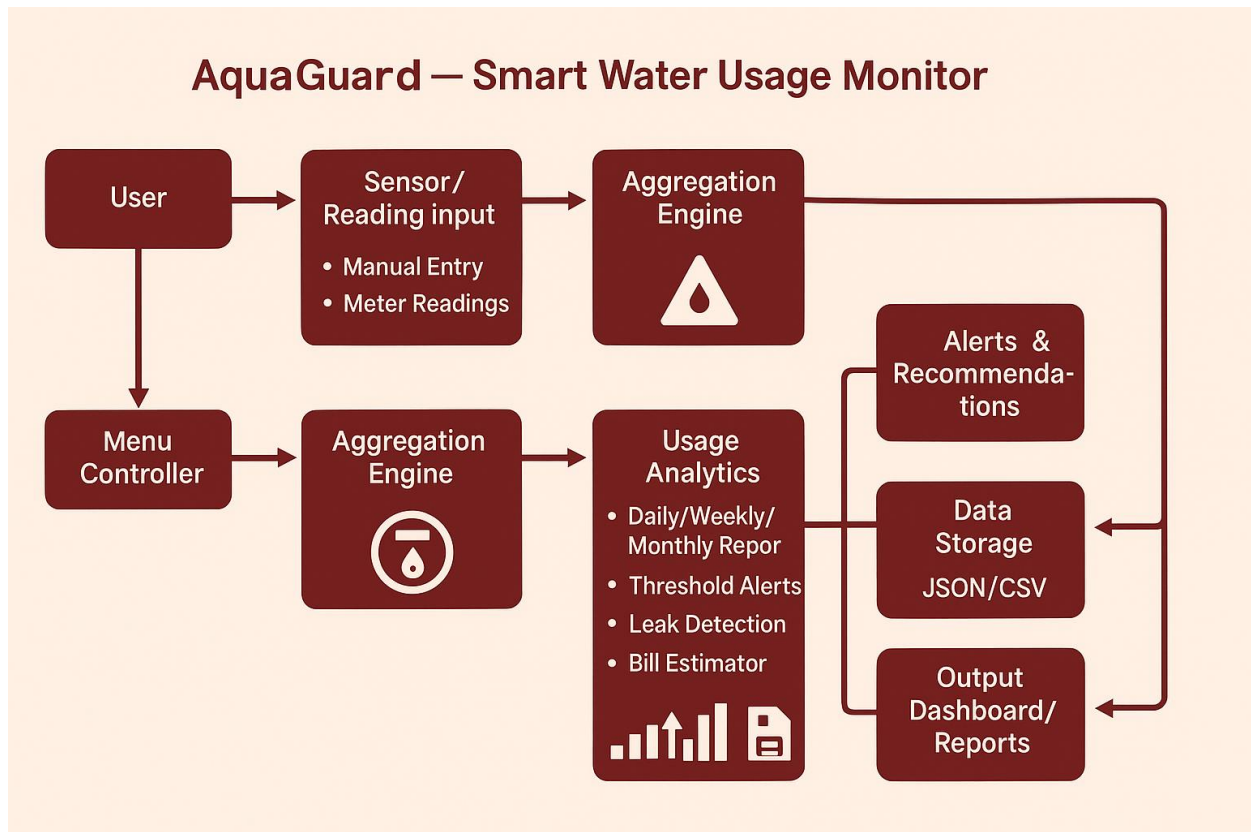 AquaGuard — Smart Water Usage Monitor
User
Sensor/
Reading input
• Manual Entry
• Meter Readings
Aggregation
Engine
Menu
Controller
Aggregation
Engine
Usage
Analytics
• Daily/Weekly/
Monthly Repor
• Threshold Alerts
• Leak Detection
• Bill Estimator
Alerts &
Recommenda-
tions
Data
Storage
JSON/CSV
Output
Dashboard/
Reports